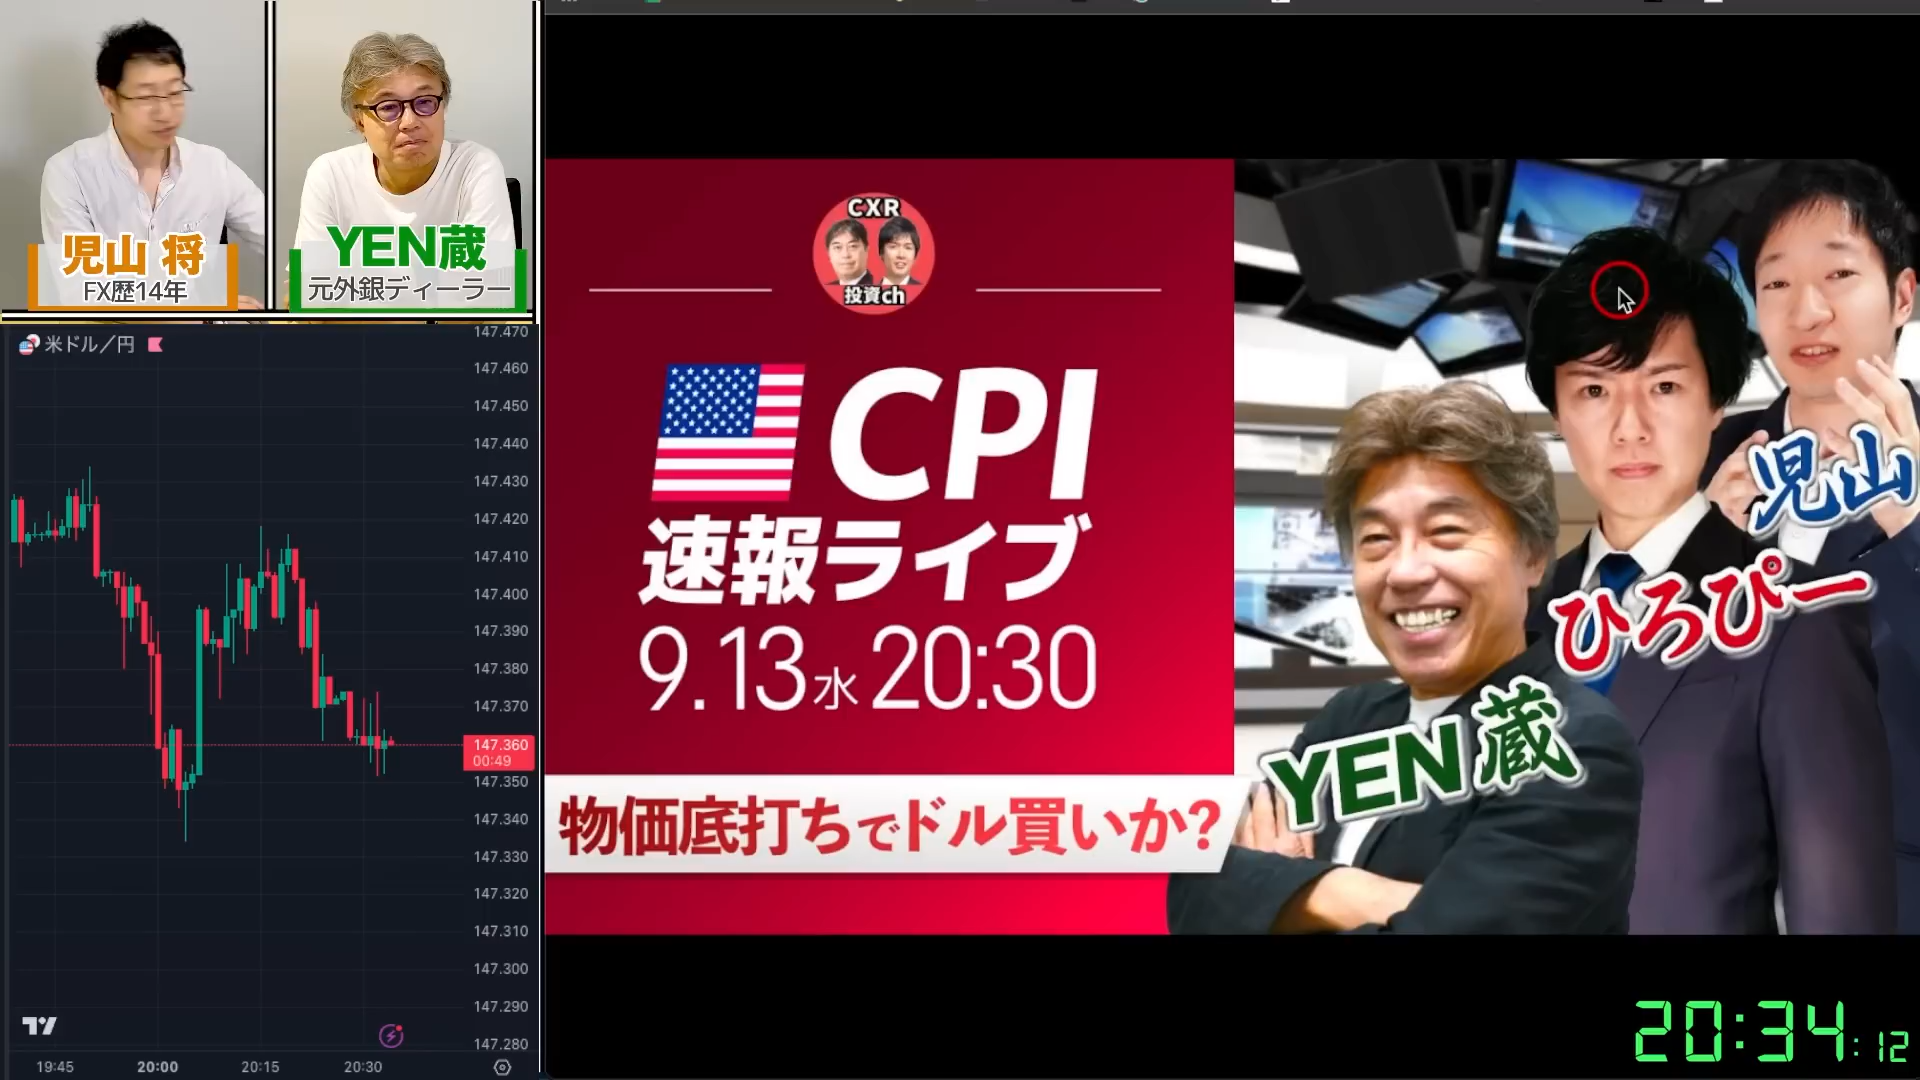 児山 将
FX歴14年
YEN蔵
元外銀ディーラー
米ドル／円
147.470
147.460
147.450
147.440
147.430
147.420
147.410
147.400
147.390
147.380
147.370
147.360
00:49
147.350
147.340
147.330
147.320
147.310
147.300
147.290
147.280
19:45
20:00
20:15
20:30
CXR
投資ch
CPI
速報ライブ
9.13水 20:30
物価底打ちでドル買いか?
児山
ひろぴー
YEN蔵
20:34:12